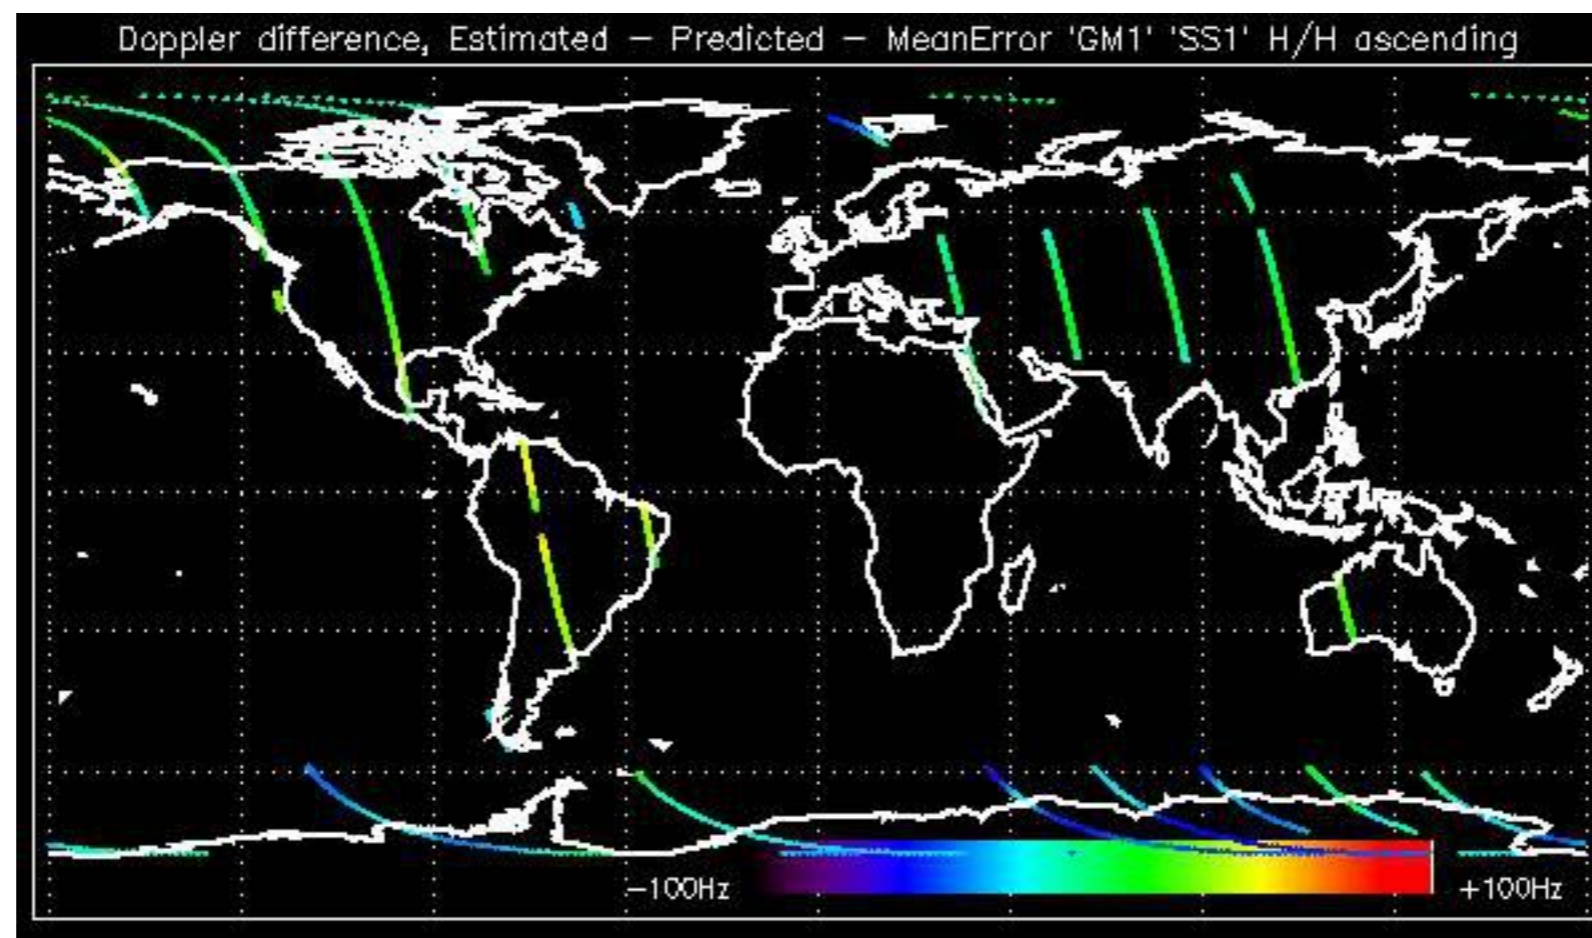 Doppler difference, Estimated − Predicted − MeanError 'GM1' 'SS1' H/H ascending
−100Hz
+100Hz